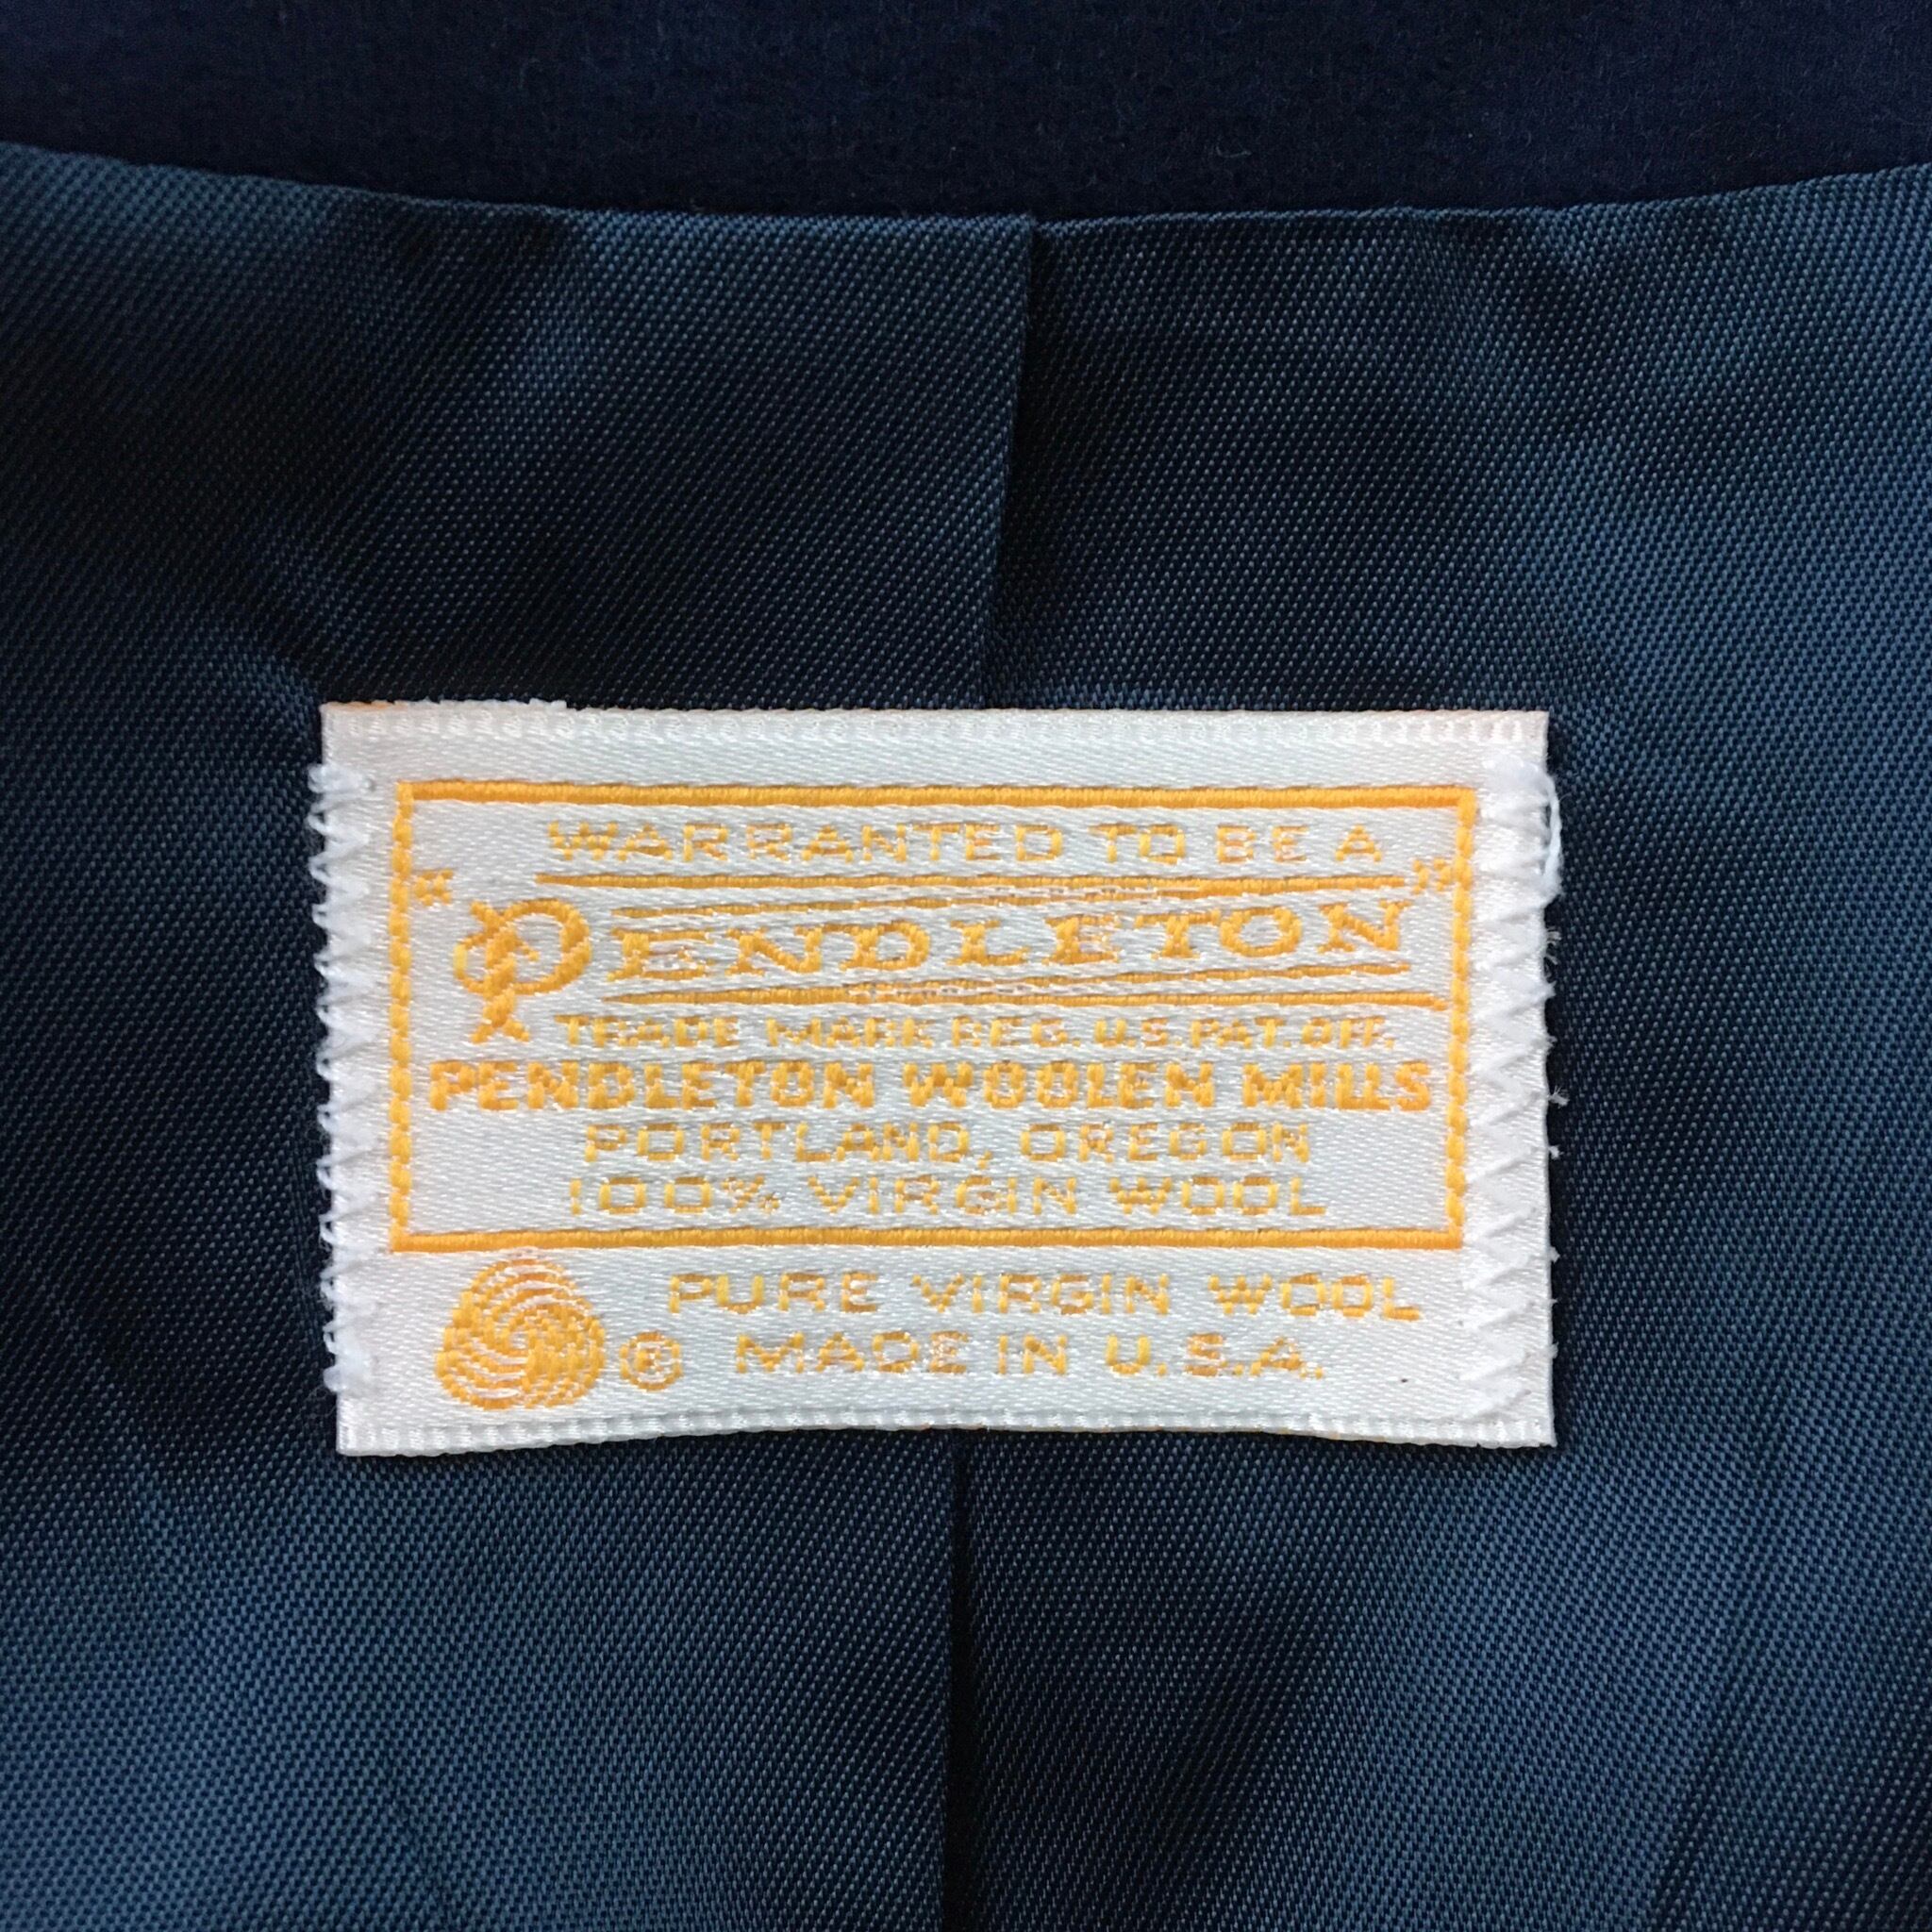 WARRANTED TO BE A
"PENDLETON"
TRADE MARK REG. U.S. PAT. OFF.
PENDLETON WOOLEN MILLS
PORTLAND, OREGON
100% VIRGIN WOOL
PURE VIRGIN WOOL
® MADE IN U.S.A.